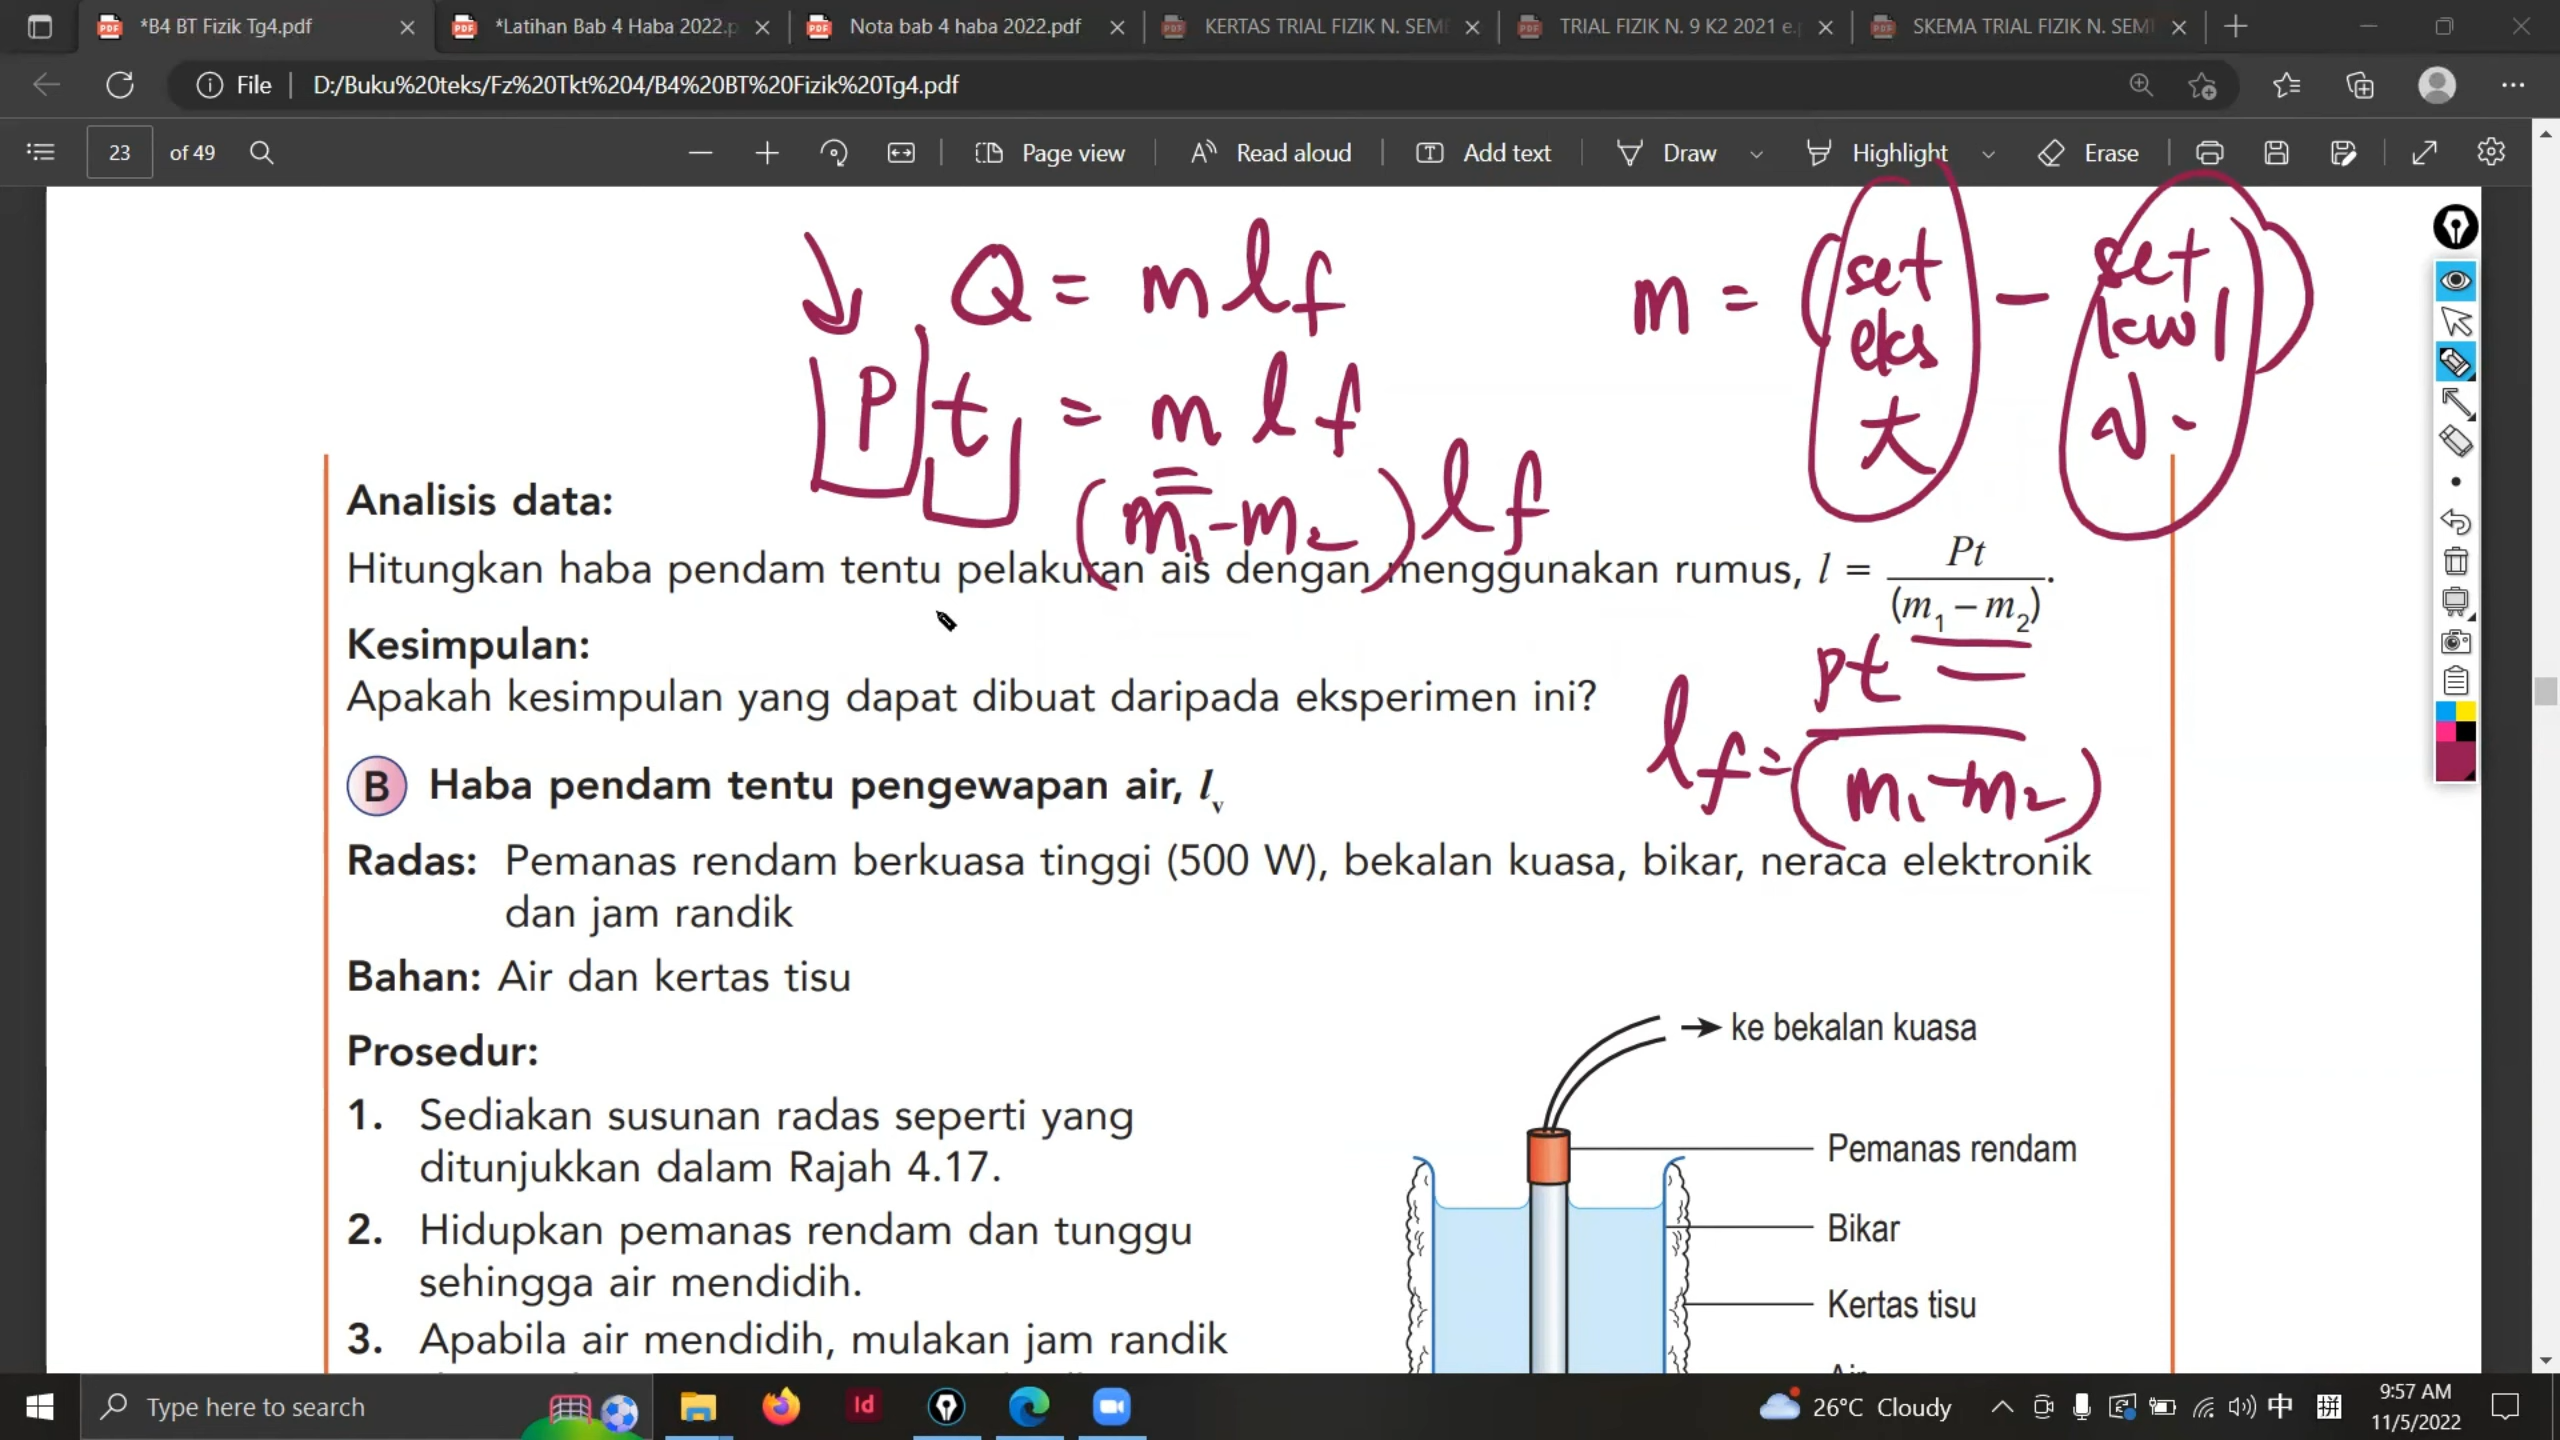 *B4 BT Fizik Tg4.pdf
*Latihan Bab 4 Haba 2022.p
Nota bab 4 haba 2022.pdf
KERTAS TRIAL FIZIK N. SEM
TRIAL FIZIK N. 9 K2 2021 e.p
SKEMA TRIAL FIZIK N. SEM
File
D:/Buku%20teks/Fz%20Tkt%204/B4%20BT%20Fizik%20Tg4.pdf
23 of 49
Page view
Read aloud
Add text
Draw
Highlight
Erase
Q = m l f
m = (set eks t - set kwl)
P t = m l f
(m₁ - m₂) l f
Analisis data:
Hitungkan haba pendam tentu pelakuran ais dengan menggunakan rumus, l = Pt / (m₁ – m₂).
Kesimpulan:
Apakah kesimpulan yang dapat dibuat daripada eksperimen ini?
l f = pt / (m₁ - m₂)
B Haba pendam tentu pengewapan air, lᵥ
Radas: Pemanas rendam berkuasa tinggi (500 W), bekalan kuasa, bikar, neraca elektronik
dan jam randik
Bahan: Air dan kertas tisu
Prosedur:
1. Sediakan susunan radas seperti yang
ditunjukkan dalam Rajah 4.17.
2. Hidupkan pemanas rendam dan tunggu
sehingga air mendidih.
3. Apabila air mendidih, mulakan jam randik
ke bekalan kuasa
Pemanas rendam
Bikar
Kertas tisu
Type here to search
Id
26°C Cloudy
中
拼
9:57 AM
11/5/2022